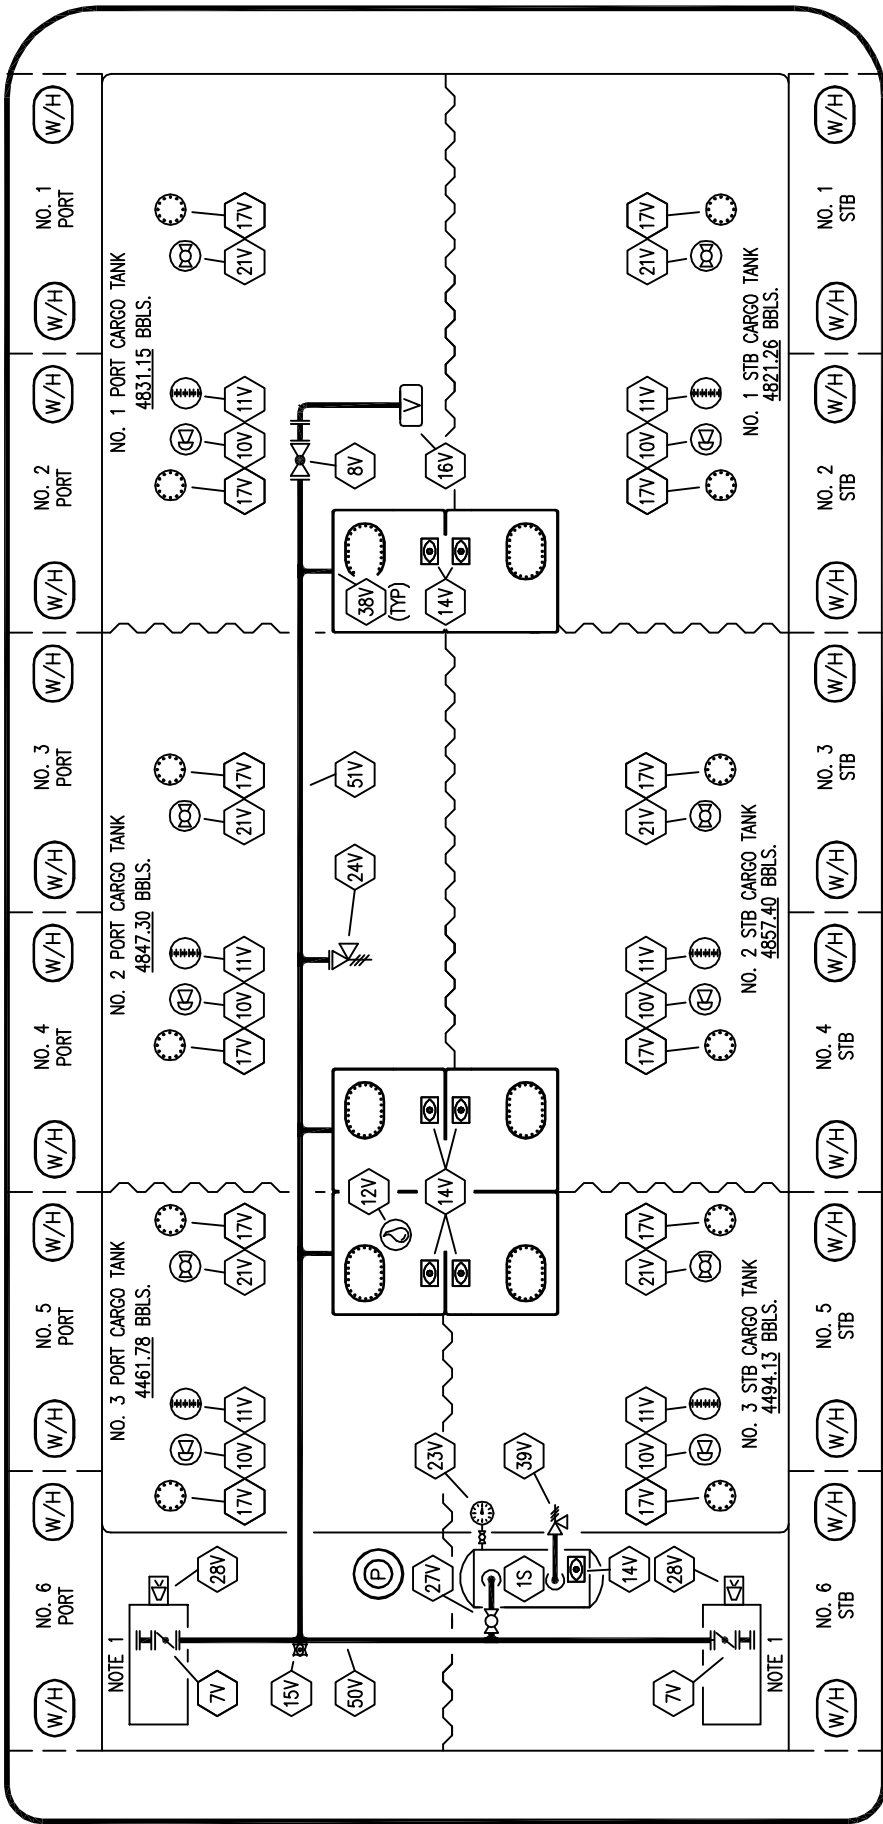 W/H
NO. 6
PORT
W/H
W/H
NO. 5
PORT
W/H
W/H
NO. 4
PORT
W/H
W/H
NO. 3
PORT
W/H
W/H
NO. 2
PORT
W/H
W/H
NO. 1
PORT
W/H
NOTE 1
NO. 3 PORT CARGO TANK
4461.78 BBLS.
NO. 2 PORT CARGO TANK
4847.30 BBLS.
NO. 1 PORT CARGO TANK
4831.15 BBLS.
7V
28V
17V
10V
11V
21V
17V
17V
10V
11V
21V
17V
17V
10V
11V
21V
17V
15V
50V
P
12V
24V
51V
38V
(TYP)
8V
V
27V
23V
14V
14V
16V
1S
39V
14V
28V
7V
17V
10V
11V
21V
17V
17V
10V
11V
21V
17V
17V
10V
11V
21V
17V
NOTE 1
NO. 3 STB CARGO TANK
4494.13 BBLS.
NO. 2 STB CARGO TANK
4857.40 BBLS.
NO. 1 STB CARGO TANK
4821.26 BBLS.
W/H
NO. 6
STB
W/H
W/H
NO. 5
STB
W/H
W/H
NO. 4
STB
W/H
W/H
NO. 3
STB
W/H
W/H
NO. 2
STB
W/H
W/H
NO. 1
STB
W/H